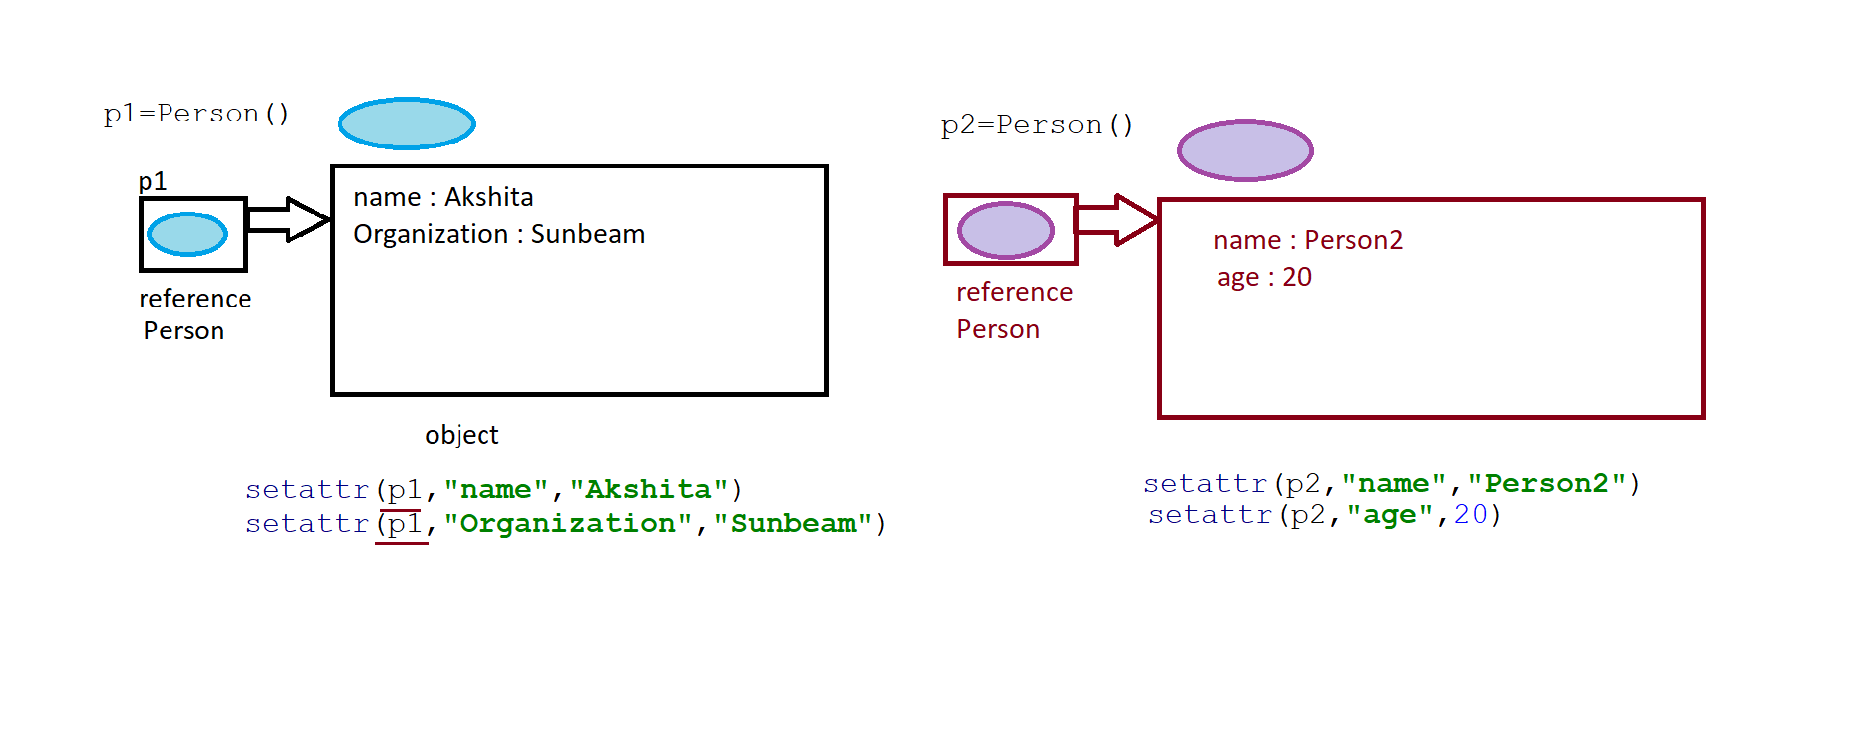 p1=Person()
p1
name : Akshita
Organization : Sunbeam
reference
Person
object
setattr(p1,"name","Akshita")
setattr(p1,"Organization","Sunbeam")
p2=Person()
name : Person2
age : 20
reference
Person
setattr(p2,"name","Person2")
setattr(p2,"age",20)